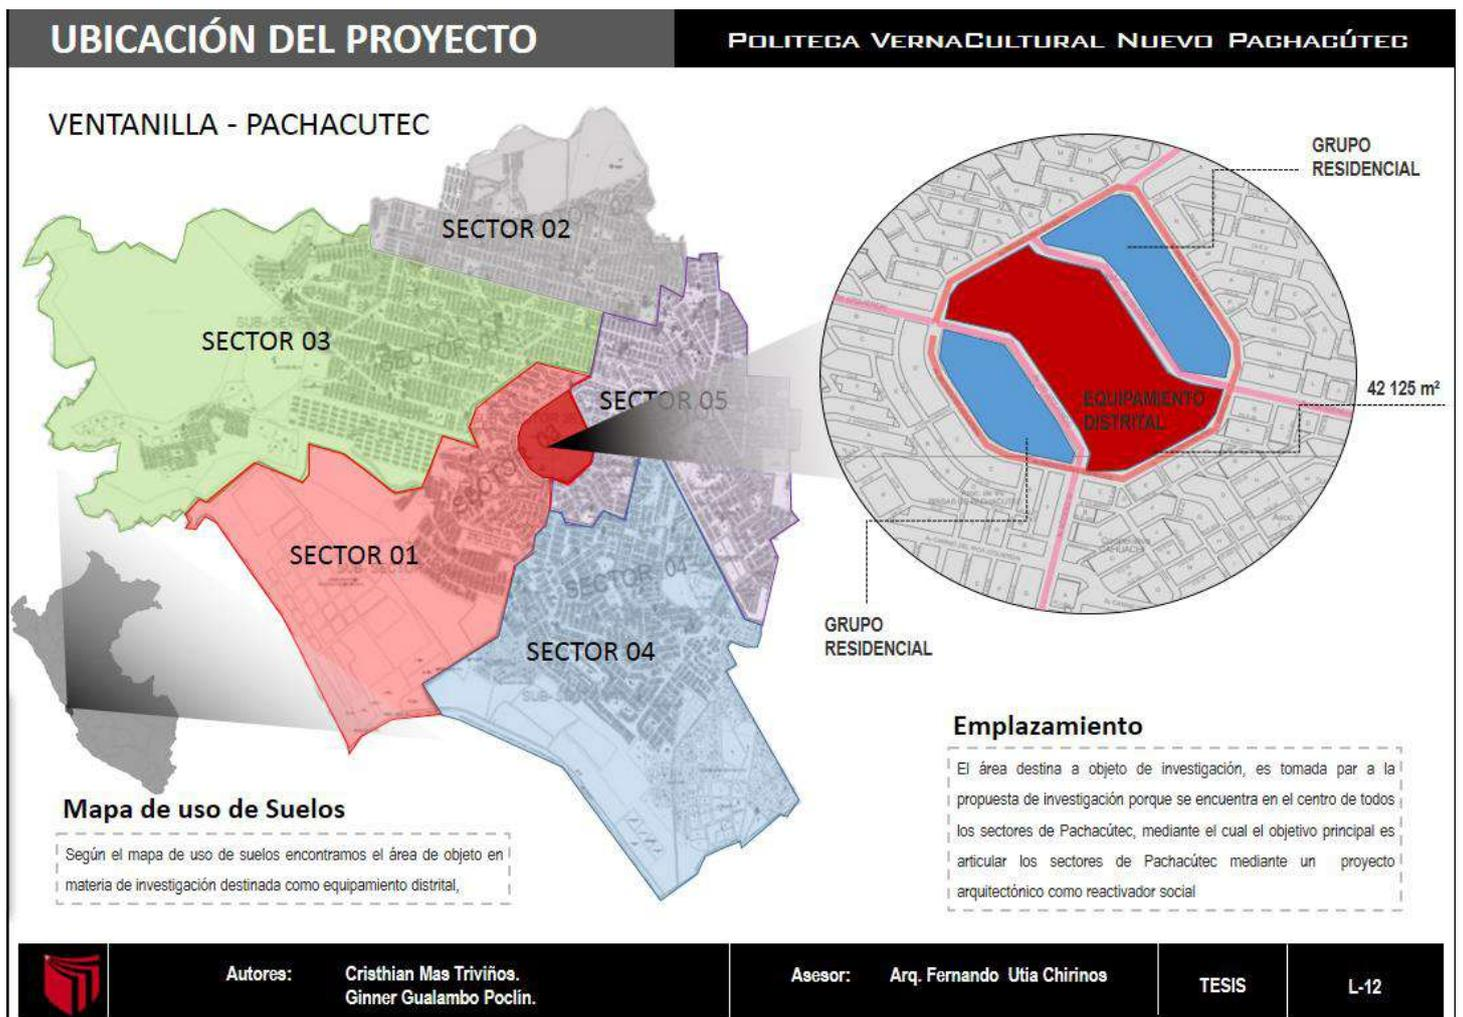 UBICACIÓN DEL PROYECTO
POLITECA VERNACULTURAL NUEVO PACHACÚTEC
VENTANILLA - PACHACUTEC
SECTOR 02
SECTOR 03
SECTOR 05
SECTOR 01
SECTOR 04
SECTOR 04
GRUPO
RESIDENCIAL
42 125 m²
EQUIPAMIENTO
DISTRITAL
GRUPO
RESIDENCIAL
Mapa de uso de Suelos
Según el mapa de uso de suelos encontramos el área de objeto en
materia de investigación destinada como equipamiento distrital,
Emplazamiento
El área destina a objeto de investigación, es tomada par a la
propuesta de investigación porque se encuentra en el centro de todos
los sectores de Pachacútec, mediante el cual el objetivo principal es
articular los sectores de Pachacútec mediante un proyecto
arquitectónico como reactivador social
Autores: Cristhian Mas Triviños.
Ginner Gualambo Poclín.
Asesor: Arq. Fernando Utia Chirinos
TESIS
L-12